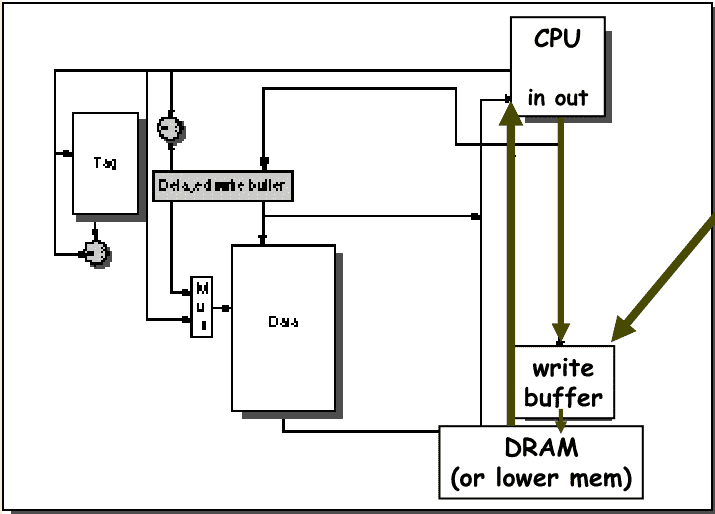 CPU
in out
Tag
Delayed write buffer
M
u
Data
write
buffer
DRAM
(or lower mem)